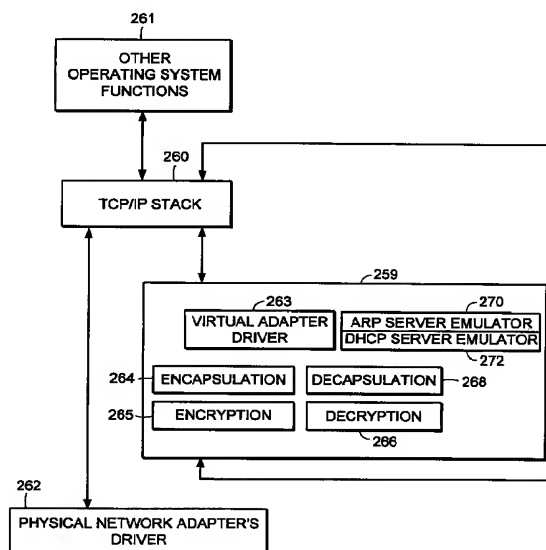 261
OTHER
OPERATING SYSTEM
FUNCTIONS
260
TCP/IP STACK
259
263
VIRTUAL ADAPTER
DRIVER
270
ARP SERVER EMULATOR
DHCP SERVER EMULATOR
272
264
ENCAPSULATION
DECAPSULATION
268
265
ENCRYPTION
DECRYPTION
266
262
PHYSICAL NETWORK ADAPTER'S
DRIVER